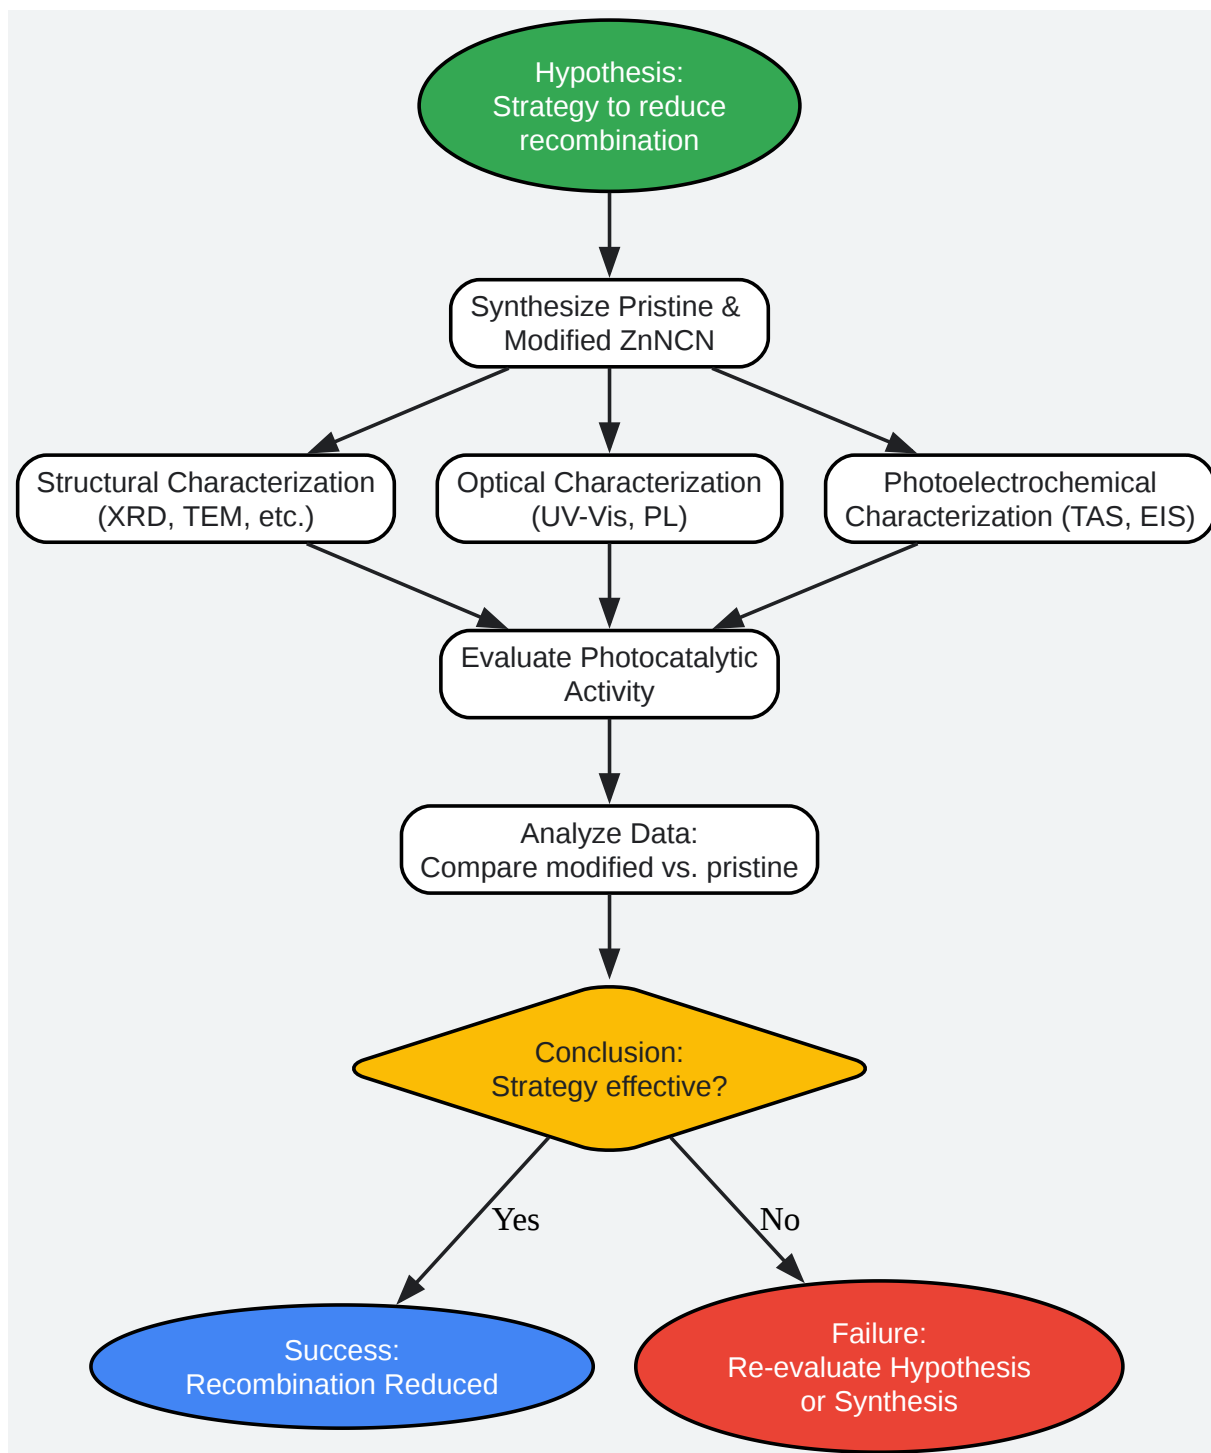 Hypothesis:
Strategy to reduce
recombination
Synthesize Pristine &
Modified ZnNCN
Structural Characterization
(XRD, TEM, etc.)
Optical Characterization
(UV-Vis, PL)
Photoelectrochemical
Characterization (TAS, EIS)
Evaluate Photocatalytic
Activity
Analyze Data:
Compare modified vs. pristine
Conclusion:
Strategy effective?
Yes
No
Success:
Recombination Reduced
Failure:
Re-evaluate Hypothesis
or Synthesis